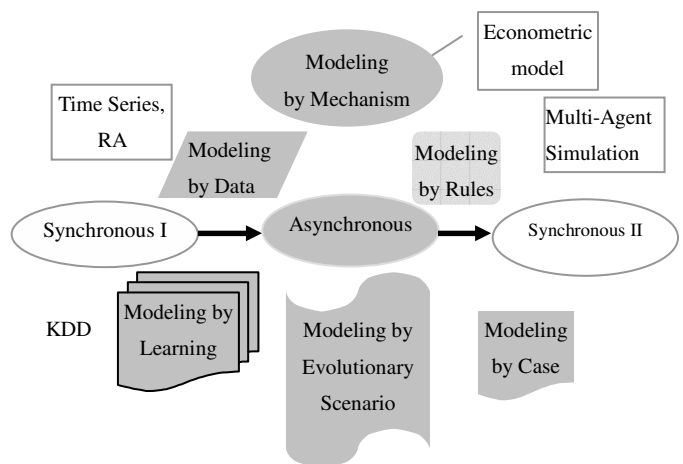 Econometric
model
Modeling
by Mechanism
Time Series,
RA
Multi-Agent
Simulation
Modeling
by Data
Modeling
by Rules
Synchronous I
Asynchronous
Synchronous II
KDD
Modeling by
Learning
Modeling by
Evolutionary
Scenario
Modeling
by Case